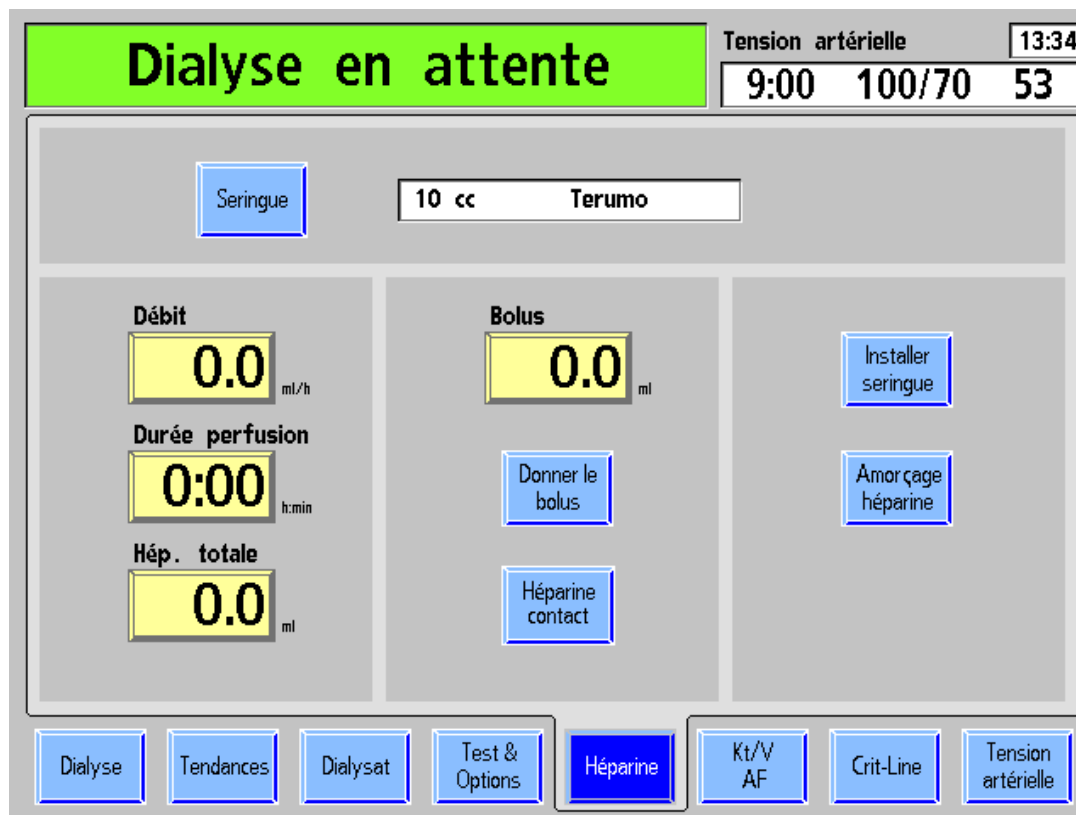 Dialyse en attente
Tension artérielle 13:34
9:00 100/70 53
Seringue
10 cc Terumo
Débit
0.0 ml/h
Durée perfusion
0:00 h:min
Hép. totale
0.0 ml
Bolus
0.0 ml
Donner le
bolus
Héparine
contact
Installer
seringue
Amorçage
héparine
Dialyse
Tendances
Dialysat
Test &
Options
Héparine
Kt/V
AF
Crit-Line
Tension
artérielle